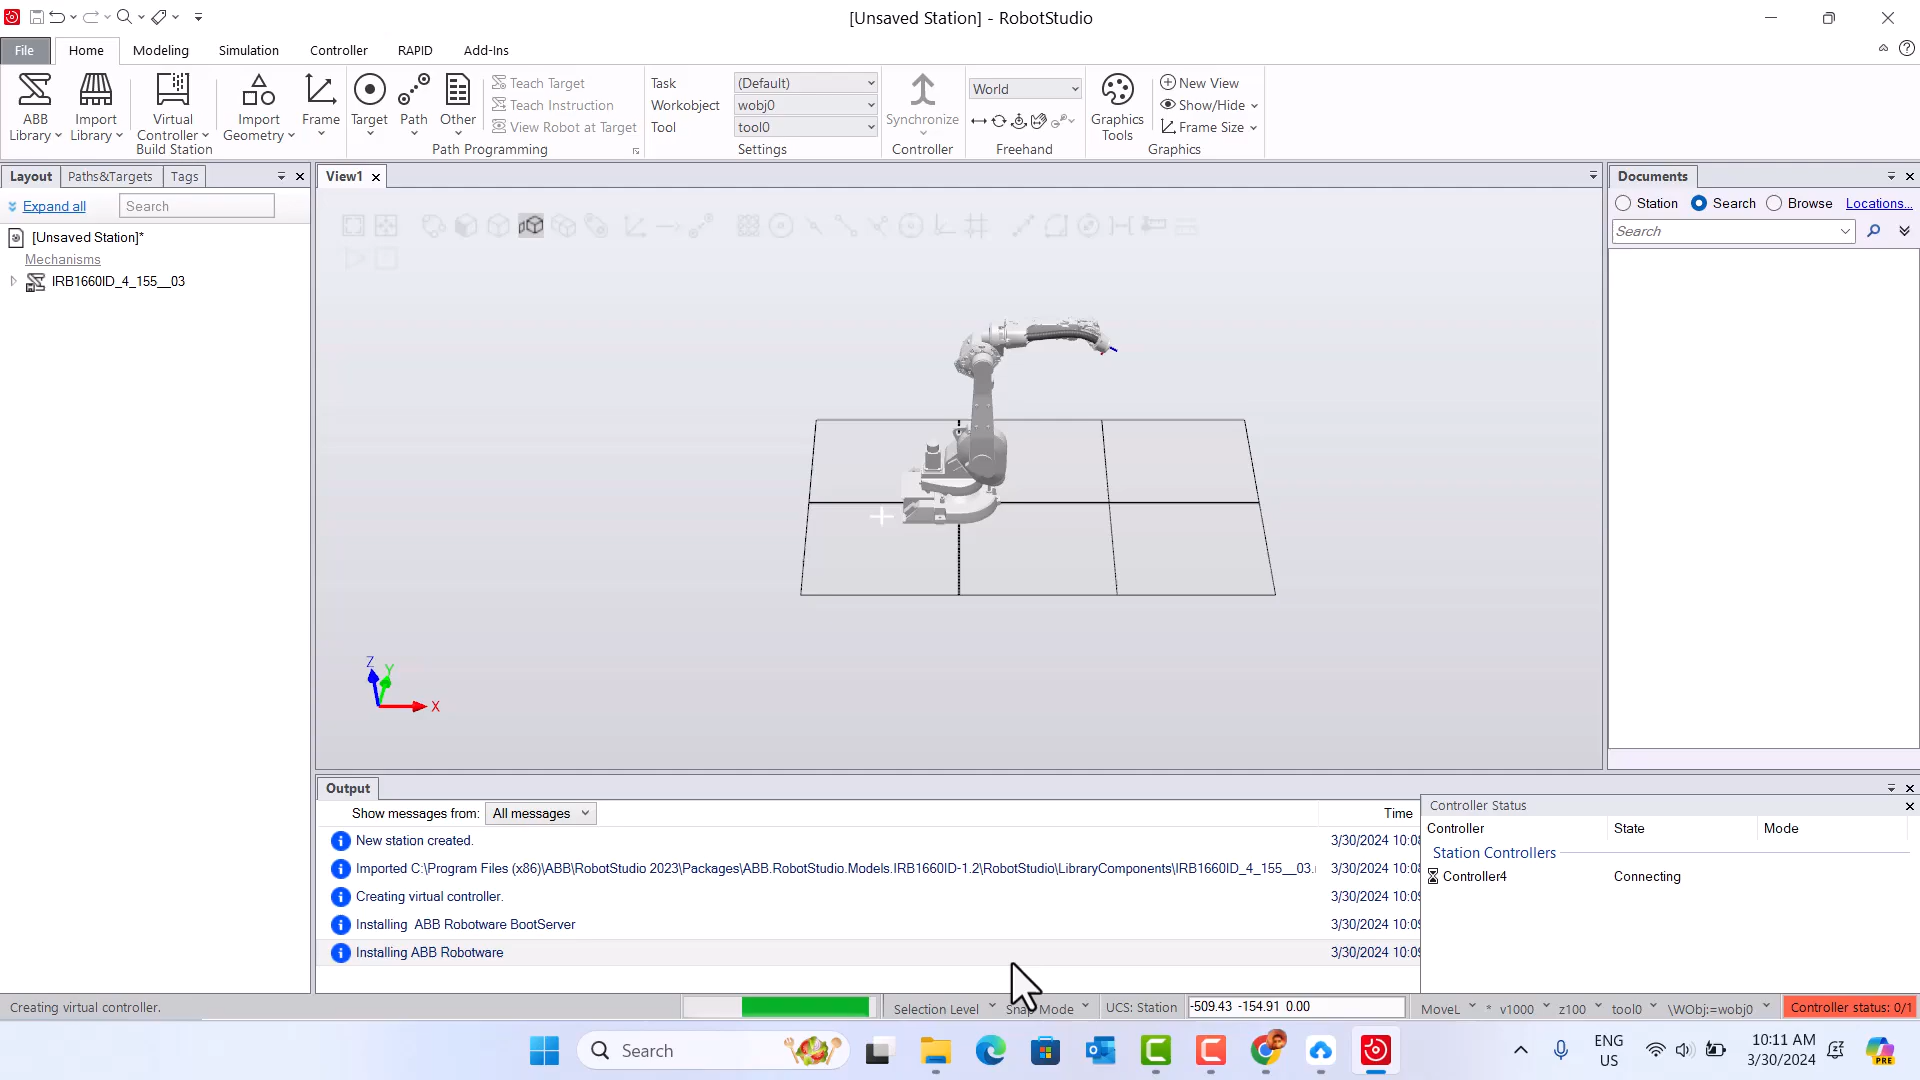 [Unsaved Station] - RobotStudio
File
Home
Modeling
Simulation
Controller
RAPID
Add-Ins
ABB Library
Import Library
Virtual Controller
Build Station
Import Geometry
Frame
Target
Path
Other
Teach Target
Teach Instruction
View Robot at Target
Path Programming
Task
(Default)
Workobject
wobj0
Tool
tool0
Settings
Synchronize
Controller
World
Freehand
Graphics Tools
New View
Show/Hide
Frame Size
Graphics
Layout
Paths&Targets
Tags
Expand all
Search
[Unsaved Station]*
Mechanisms
IRB1660ID_4_155__03
View1
Z
Y
X
Documents
Station
Search
Browse
Locations...
Search
Output
Show messages from:
All messages
Time
New station created.
3/30/2024 10:08
Imported C:\Program Files (x86)\ABB\RobotStudio 2023\Packages\ABB.RobotStudio.Models.IRB1660ID-1.2\RobotStudio\LibraryComponents\IRB1660ID_4_155__03.
3/30/2024 10:08
Creating virtual controller.
3/30/2024 10:09
Installing ABB Robotware BootServer
3/30/2024 10:09
Installing ABB Robotware
3/30/2024 10:09
Controller Status
Controller
State
Mode
Station Controllers
Controller4
Connecting
Creating virtual controller.
Selection Level
Snap Mode
UCS: Station
-509.43 -154.91 0.00
MoveL
*
v1000
z100
tool0
\WObj:=wobj0
Controller status: 0/1
Search
ENG
US
10:11 AM
3/30/2024
PRE